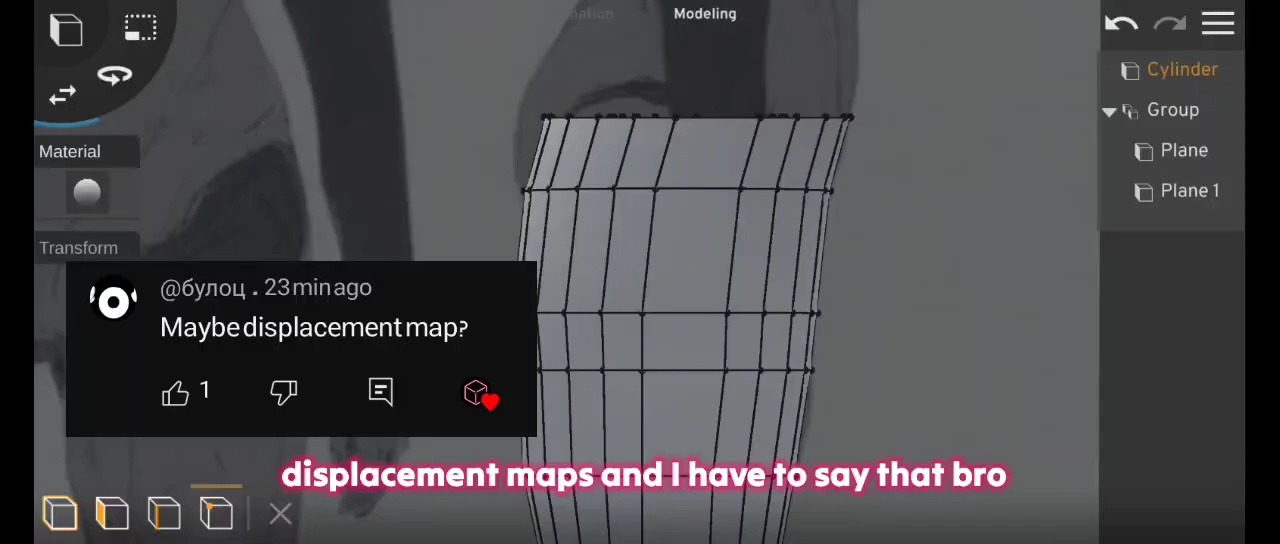 Modeling
Cylinder
Group
Plane
Plane 1
Material
Transform
@булоц . 23 min ago
Maybe displacement map?
1
displacement maps and I have to say that bro